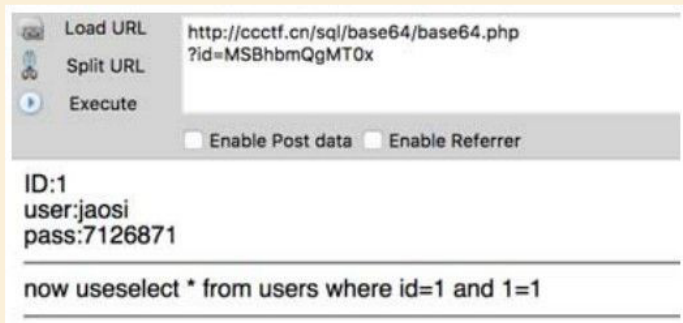 Load URL
http://ccctf.cn/sql/base64/base64.php
Split URL
?id=MSBhbmQgMT0x
Execute
Enable Post data Enable Referrer
ID:1
user:jaosi
pass:7126871
now useselect * from users where id=1 and 1=1